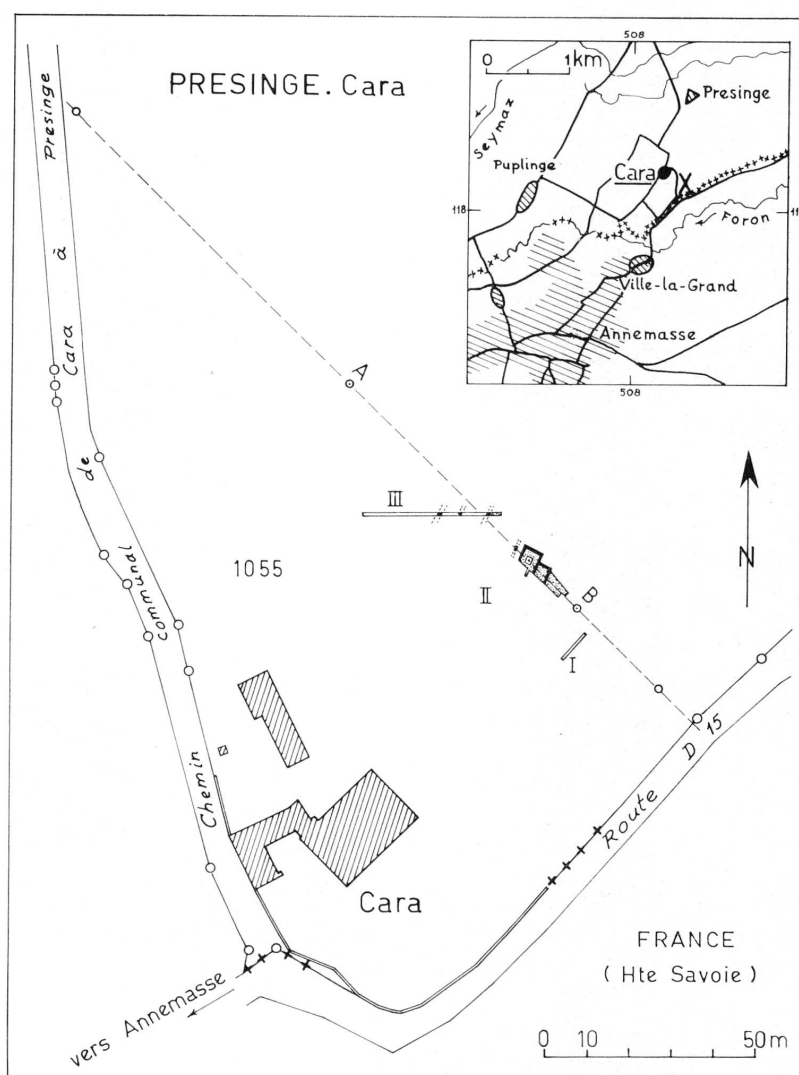 PRESINGE. Cara
508
0 1km
Presinge
Seymaz
Puplinge
Cara
X
118
11
Foron
Ville-la-Grand
Annemasse
508
Chemin communal de Cara à Presinge
A
III
1055
II
B
I
N
Route D 15
Cara
FRANCE
(Hte Savoie)
vers Annemasse
0 10 50m